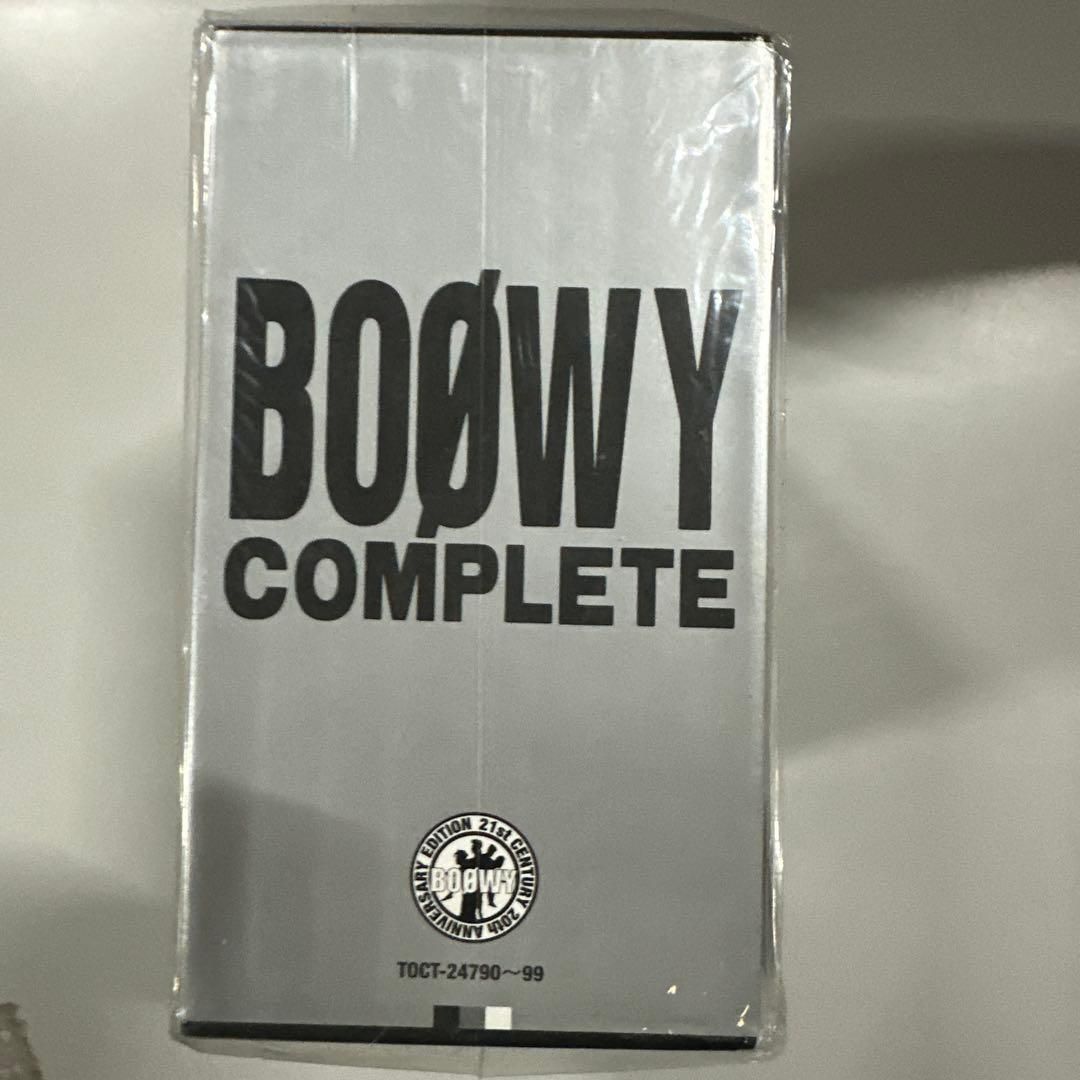 BOØWY
COMPLETE
21st CENTURY 20th ANNIVERSARY EDITION
BOØWY
TOCT-24790～99